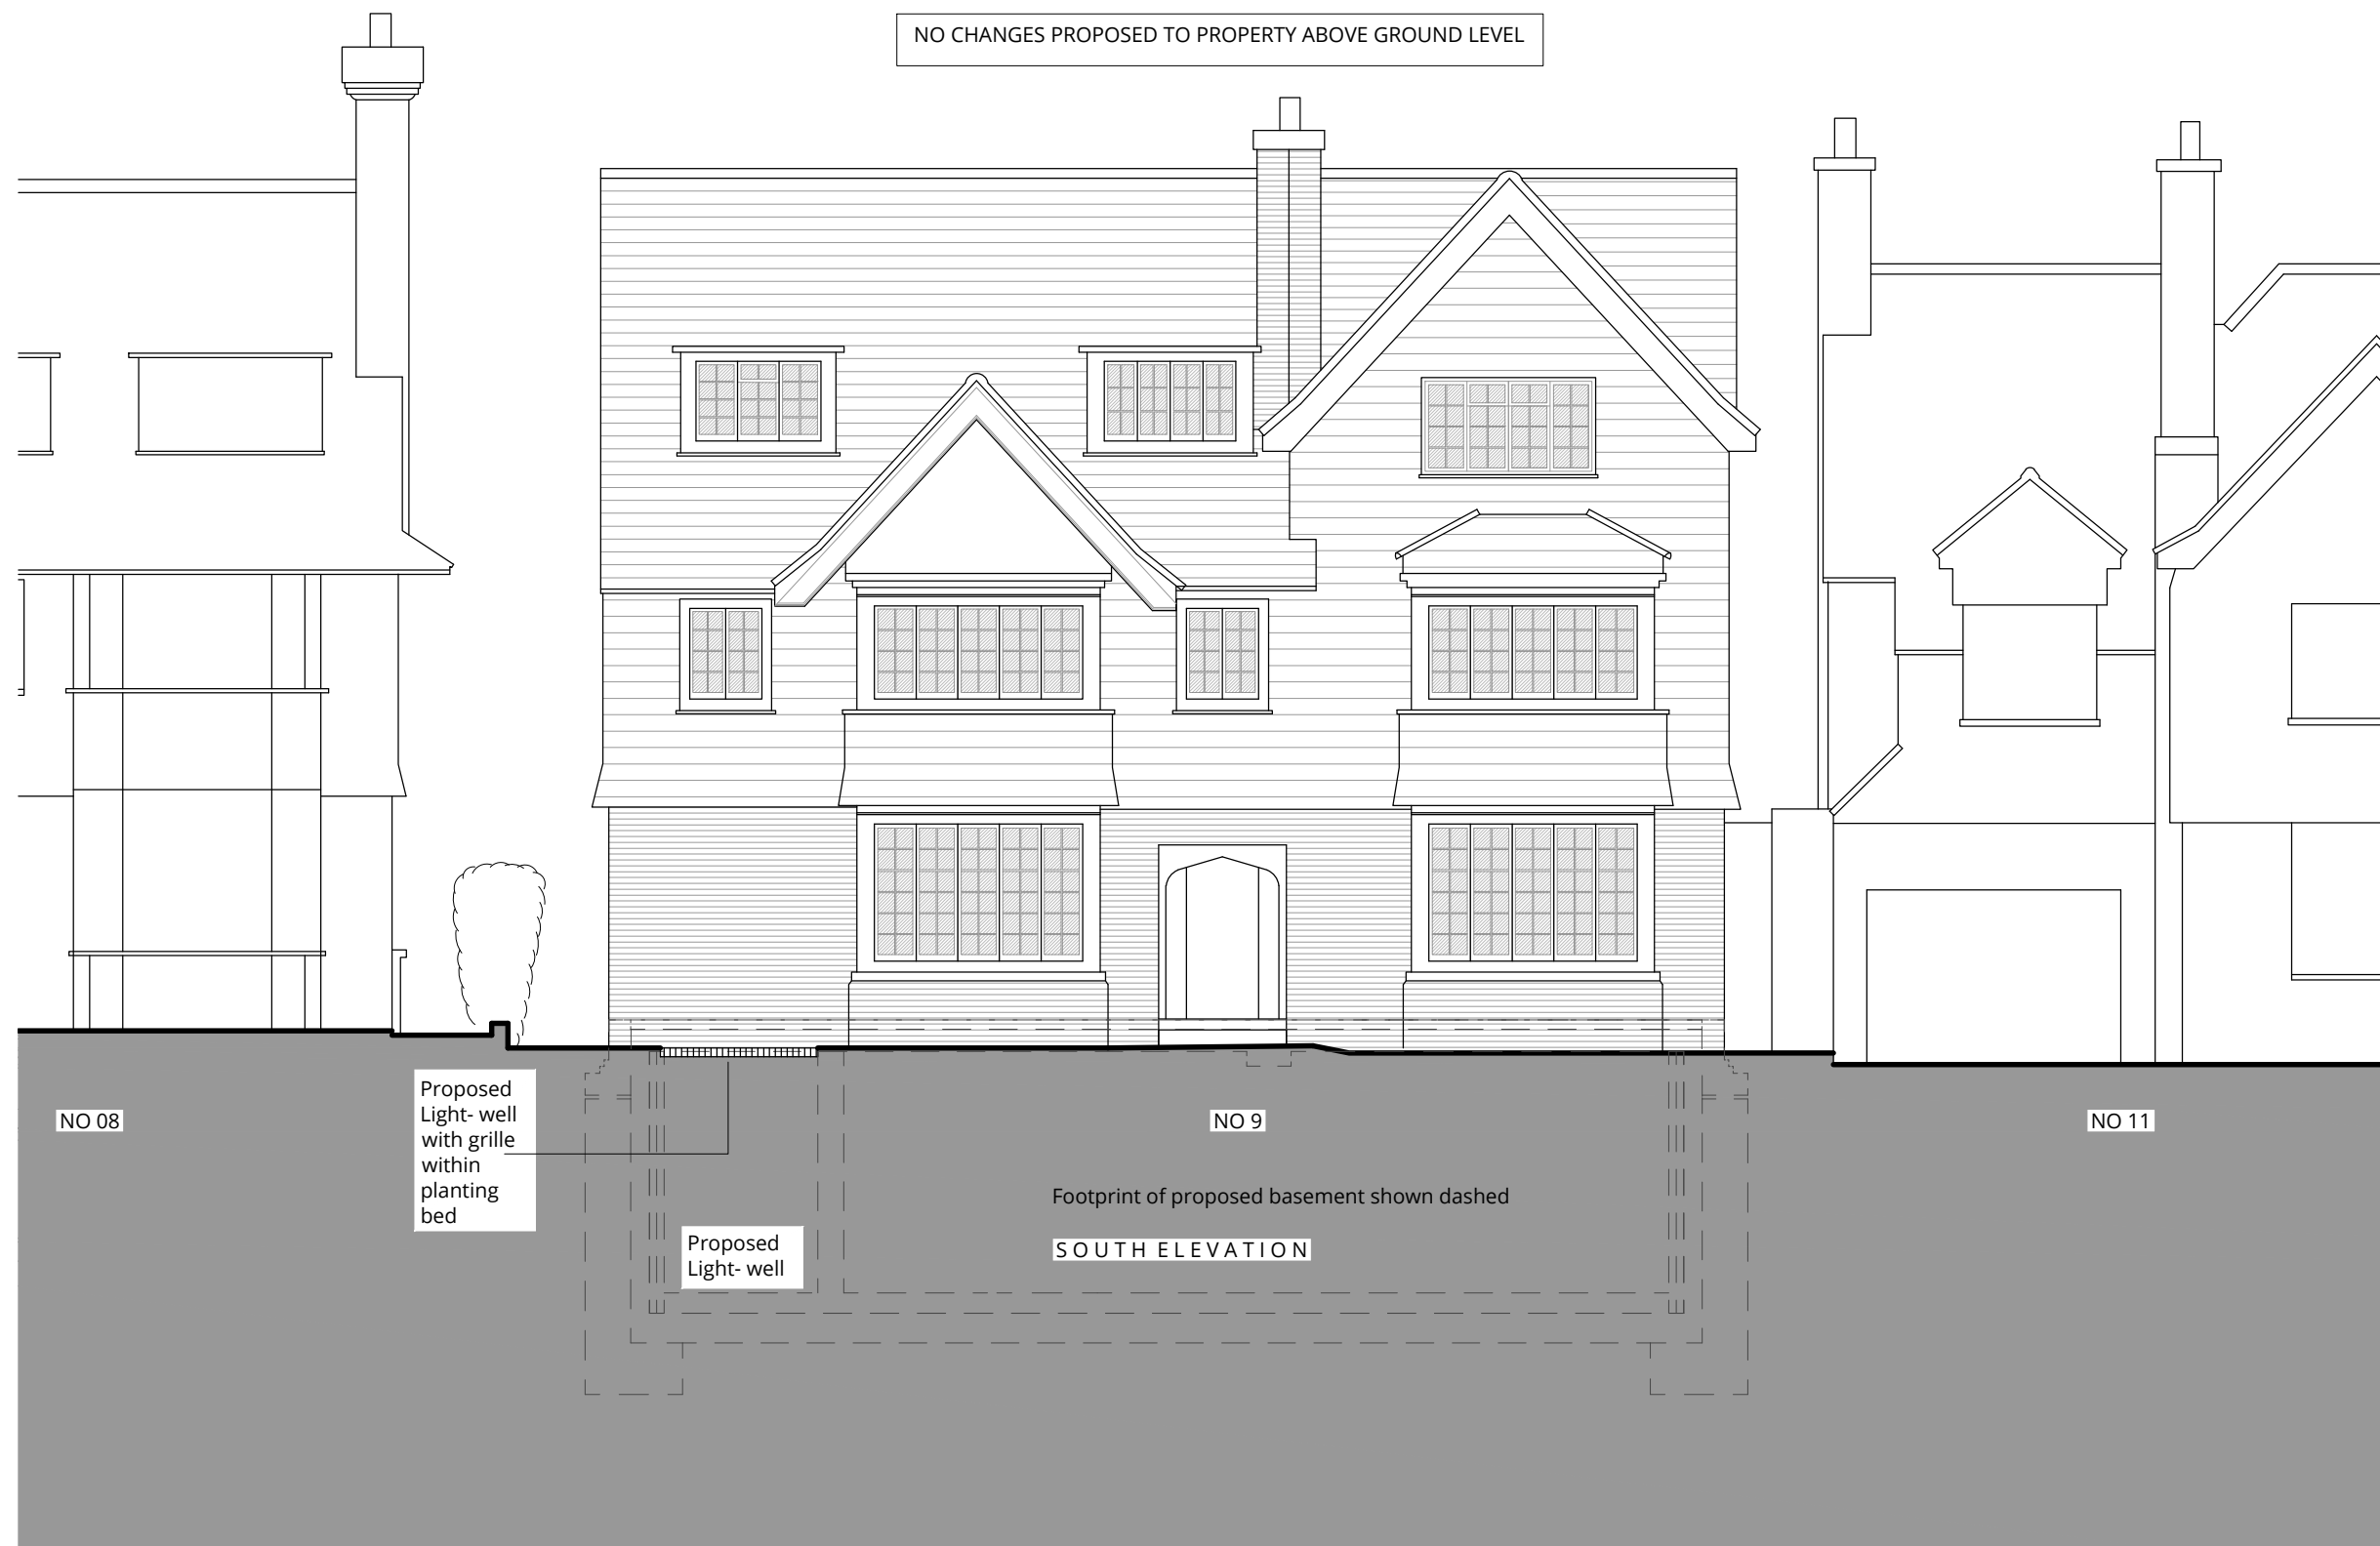 NO CHANGES PROPOSED TO PROPERTY ABOVE GROUND LEVEL
Proposed
Light- well
with grille
within
planting
bed
NO 08
NO 9
NO 11
Footprint of proposed basement shown dashed
SOUTH ELEVATION
Proposed
Light- well